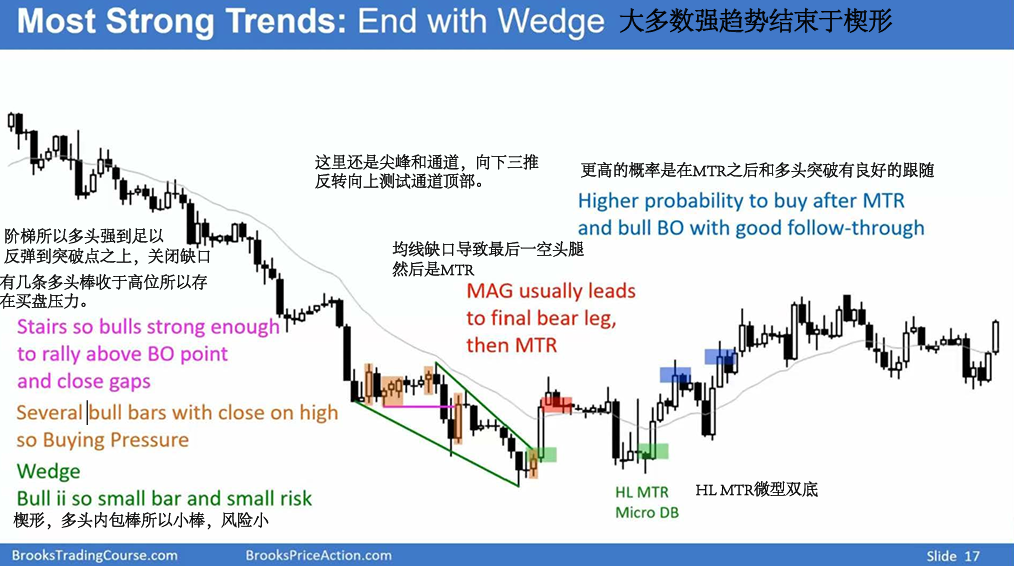 Most Strong Trends: End with Wedge 大多数强趋势结束于楔形
这里还是尖峰和通道，向下三推
反转向上测试通道顶部。
更高的概率是在MTR之后和多头突破有良好的跟随
Higher probability to buy after MTR
and bull BO with good follow-through
阶梯所以多头强到足以
反弹到突破点之上，关闭缺口
有几条多头棒收于高位所以存
在买盘压力。
均线缺口导致最后一空头腿
然后是MTR
MAG usually leads
to final bear leg,
then MTR
Stairs so bulls strong enough
to rally above BO point
and close gaps
Several bull bars with close on high
so Buying Pressure
Wedge
Bull ii so small bar and small risk
楔形，多头内包棒所以小棒，风险小
HL MTR
Micro DB
HL MTR微型双底
BrooksTradingCourse.com
BrooksPriceAction.com
Slide 17